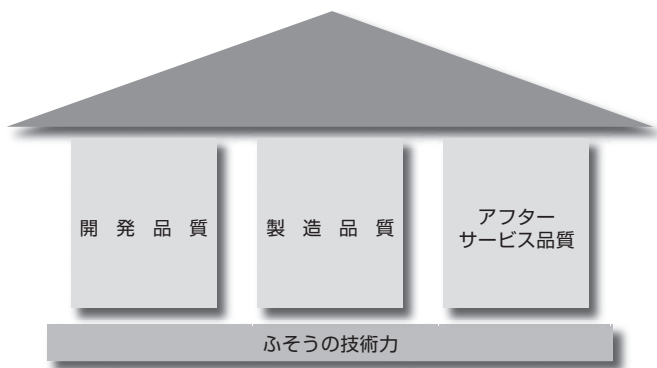 開発品質
製造品質
アフター
サービス品質
ふそうの技術力